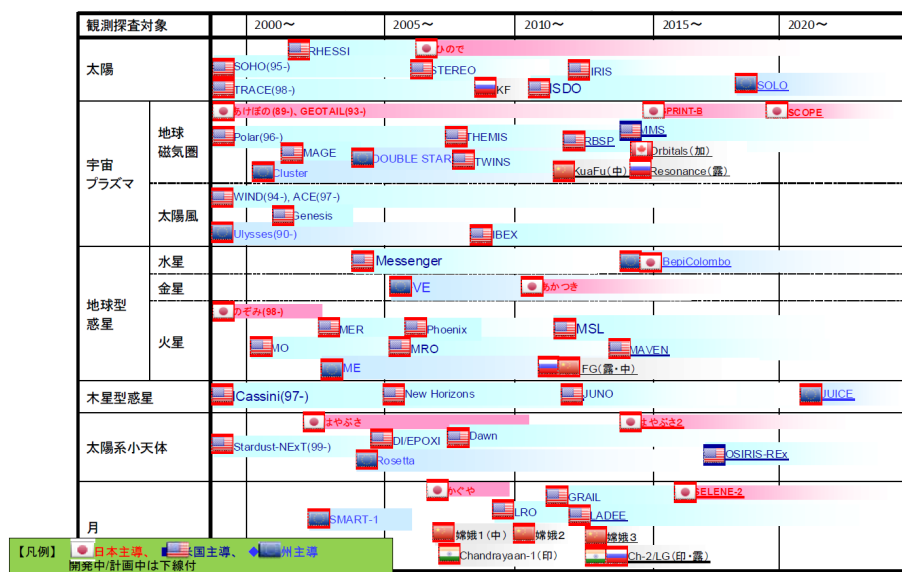 観測探査対象 2000～ 2005～ 2010～ 2015～ 2020～
太陽
RHESSI ひので
SOHO(95-) STEREO IRIS
TRACE(98-) KF ISDO SOLO
宇宙プラズマ
地球磁気圏
あけぼの(89-)、GEOTAIL(93-) SPRINT-B SCOPE
Polar(96-) THEMIS RBSP MMS
MAGE DOUBLE STAR TWINS Orbitals(加)
Cluster KuaFu(中) Resonance(露)
太陽風
WIND(94-), ACE(97-)
Genesis
Ulysses(90-) IBEX
地球型惑星
水星 Messenger BepiColombo
金星 VE あかつき
火星
のぞみ(98-)
MER Phoenix MSL
MO MRO MAVEN
ME FG(露・中)
木星型惑星 ICassini(97-) New Horizons JUNO JUICE
太陽系小天体
はやぶさ はやぶさ2
Stardust-NExT(99-) DI/EPOXI Dawn
Rosetta OSIRIS-REx
月
かぐや SELENE-2
GRAIL
SMART-1 LRO LADEE
嫦娥1(中) 嫦娥2 嫦娥3
Chandrayaan-1(印) Ch-2/LG(印・露)
【凡例】 日本主導、 国主導、 州主導
開発中/計画中は下線付